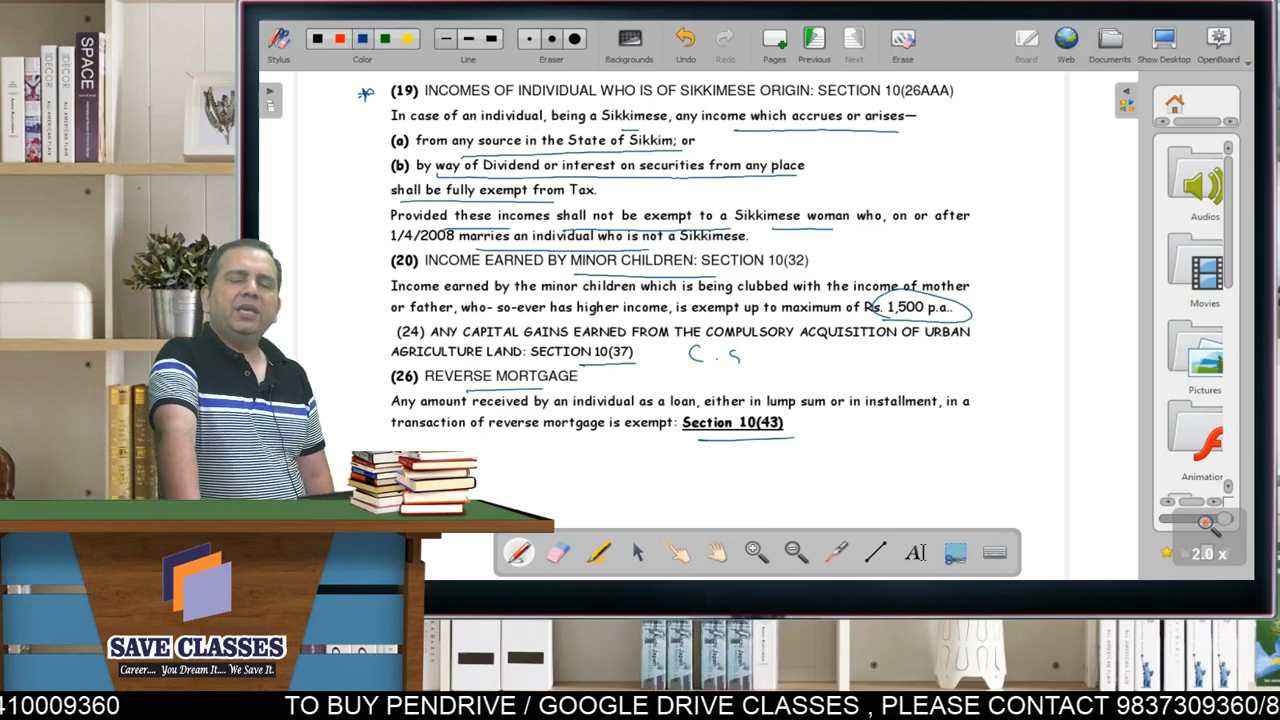 Stylus
Color
Line
Eraser
Backgrounds
Undo
Redo
Pages
Previous
Next
Erase
Board
Web
Documents
Show Desktop
OpenBoard
(19) INCOMES OF INDIVIDUAL WHO IS OF SIKKIMESE ORIGIN: SECTION 10(26AAA)
In case of an individual, being a Sikkimese, any income which accrues or arises—
(a) from any source in the State of Sikkim; or
(b) by way of Dividend or interest on securities from any place
shall be fully exempt from Tax.
Provided these incomes shall not be exempt to a Sikkimese woman who, on or after
1/4/2008 marries an individual who is not a Sikkimese.
(20) INCOME EARNED BY MINOR CHILDREN: SECTION 10(32)
Income earned by the minor children which is being clubbed with the income of mother
or father, who- so-ever has higher income, is exempt up to maximum of Rs. 1,500 p.a..
(24) ANY CAPITAL GAINS EARNED FROM THE COMPULSORY ACQUISITION OF URBAN
AGRICULTURE LAND: SECTION 10(37)
C. S
(26) REVERSE MORTGAGE
Any amount received by an individual as a loan, either in lump sum or in installment, in a
transaction of reverse mortgage is exempt: Section 10(43)
Audios
Movies
Pictures
Animation
2.0 x
SPACE
SAVE CLASSES
Career.... You Dream It... We Save It.
410009360 TO BUY PENDRIVE / GOOGLE DRIVE CLASSES , PLEASE CONTACT 9837309360/8